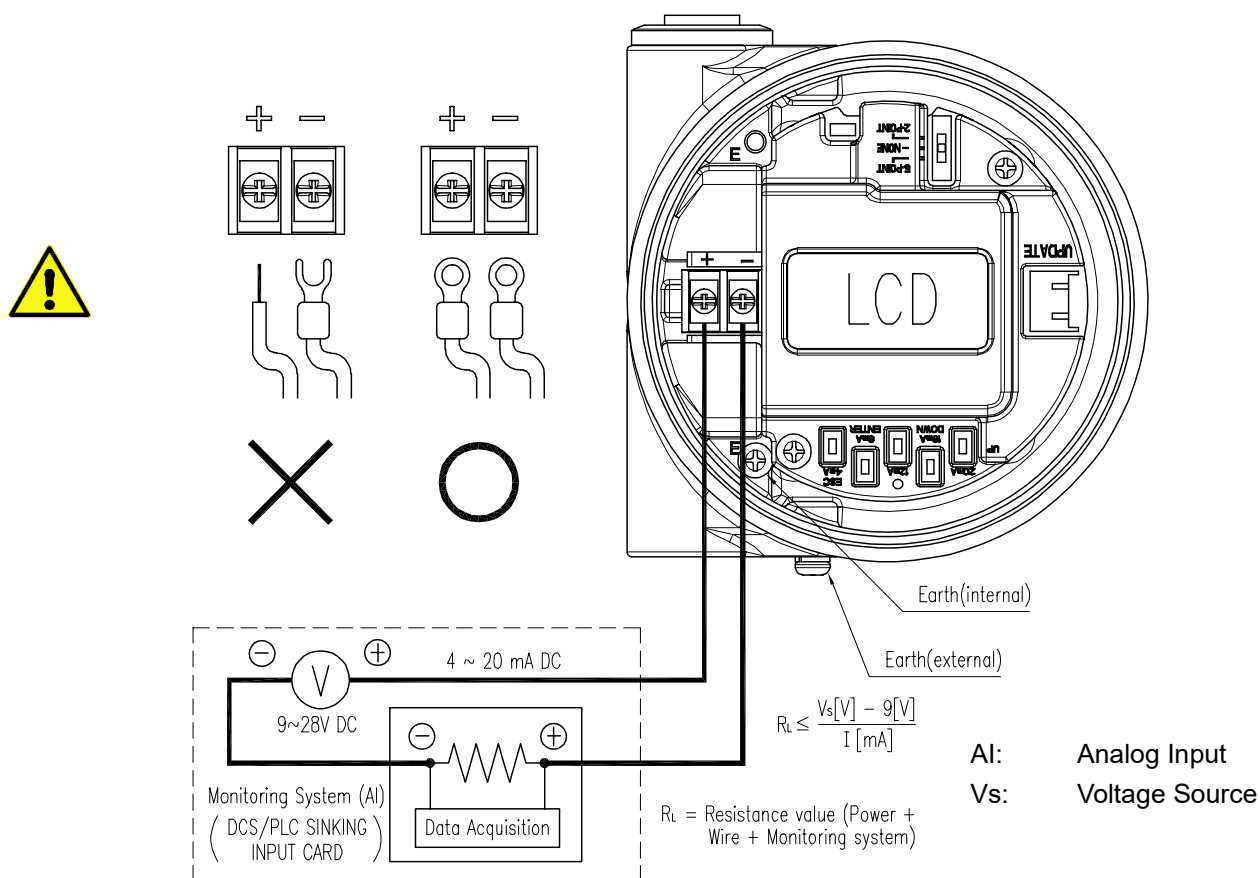 + −
+ −
E
2-POINT
NONE
5-POINT
UPDATE
+ −
LCD
E
ESC
4mA
8mA
ENTER
12mA
16mA
DOWN
20mA
UP
Earth(internal)
Earth(external)
⊖ ⊕ 4 ~ 20 mA DC
V
9~28V DC
⊖ ⊕
Data Acquisition
Monitoring System (AI)
( DCS/PLC SINKING
INPUT CARD )
RL ≤ Vs[V] − 9[V]
I [mA]
RL = Resistance value (Power +
Wire + Monitoring system)
AI: Analog Input
Vs: Voltage Source